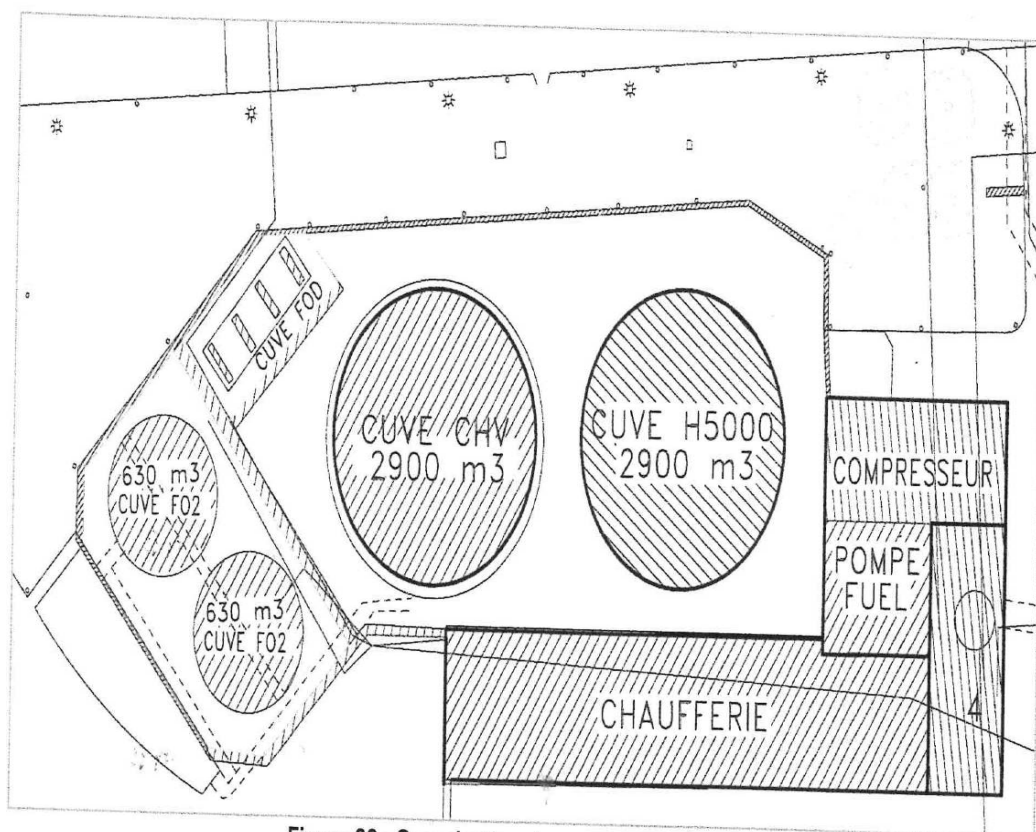 CUVE FOD
CUVE CHV
2900 m3
CUVE H5000
2900 m3
COMPRESSEUR
630 m3
CUVE FO2
POMPE
FUEL
630 m3
CUVE FO2
CHAUFFERIE
4